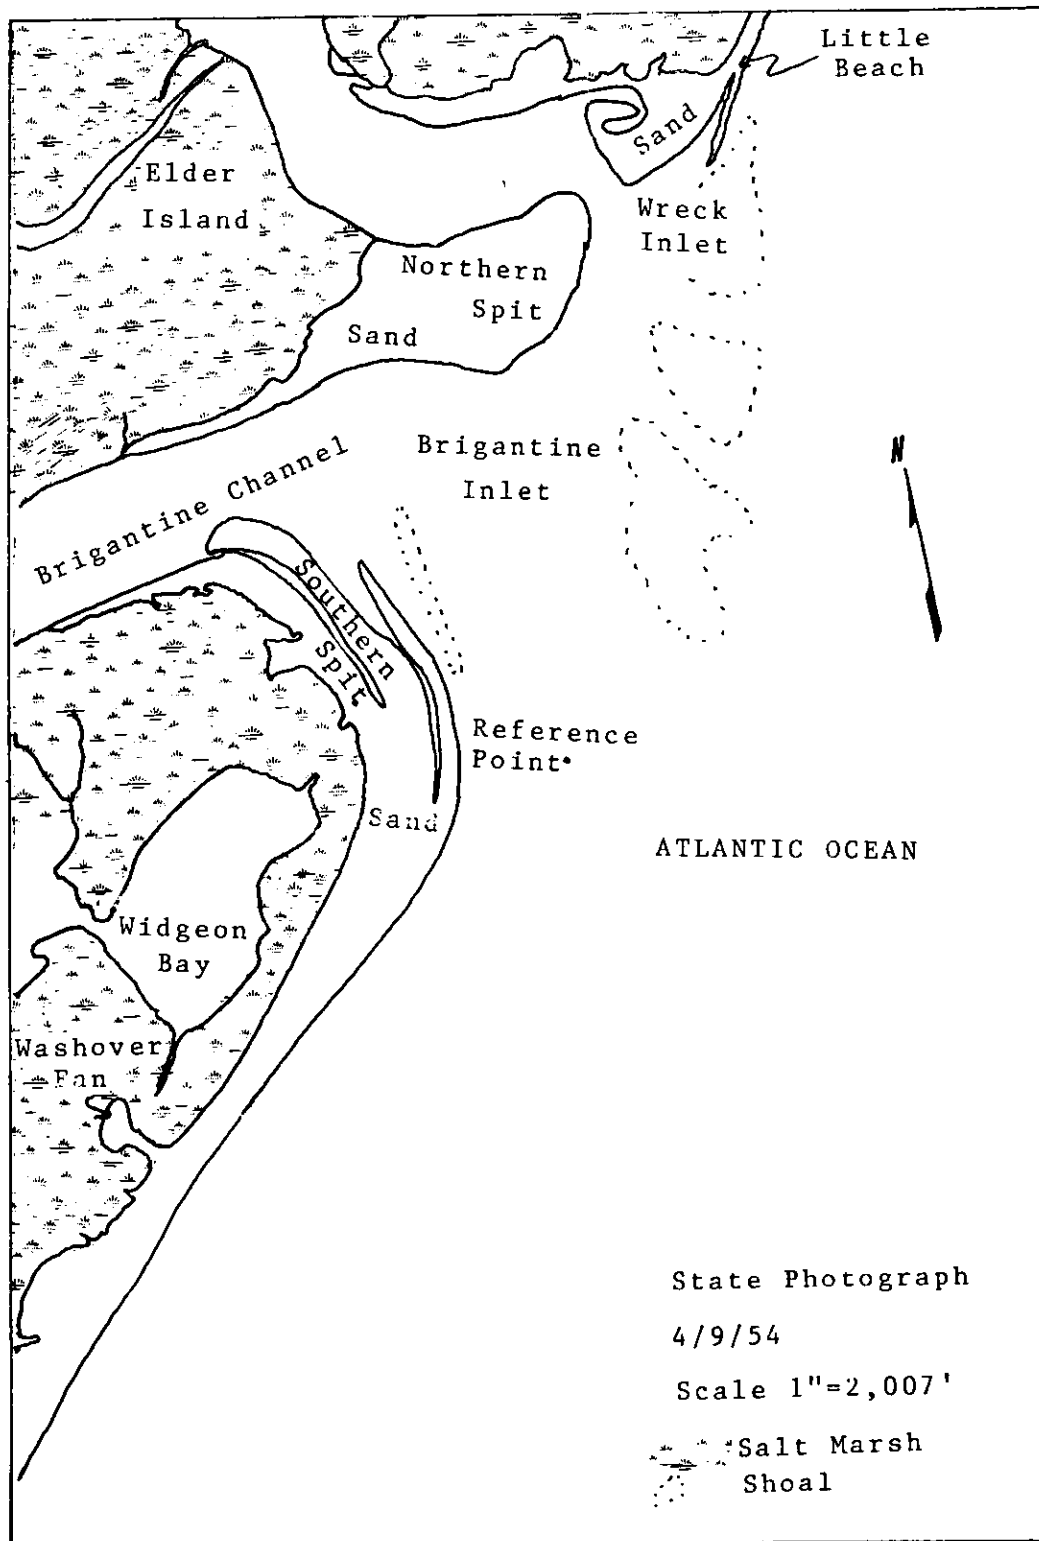 Little
Beach
Sand
Elder
Island
Wreck
Inlet
Northern
Spit
Sand
Brigantine
Inlet
N
Brigantine Channel
Southern
Spit
Reference
Point
Sand
ATLANTIC OCEAN
Widgeon
Bay
Washover
Fan
State Photograph
4/9/54
Scale 1"=2,007'
Salt Marsh
Shoal